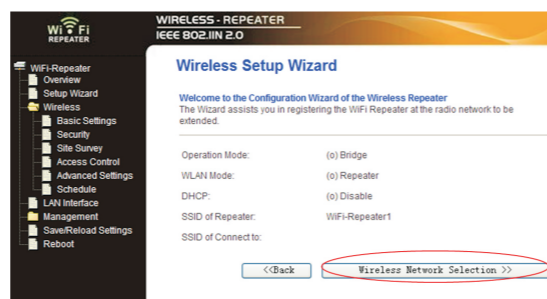 Wi Fi
REPEATER
WIRELESS - REPEATER
IEEE 802.11N 2.0
WiFi-Repeater
Overview
Setup Wizard
Wireless
Basic Settings
Security
Site Survey
Access Control
Advanced Settings
Schedule
LAN Interface
Management
Save/Reload Settings
Reboot
Wireless Setup Wizard
Welcome to the Configuration Wizard of the Wireless Repeater
The Wizard assists you in registering the WiFi Repeater at the radio network to be
extended.
Operation Mode: (o) Bridge
WLAN Mode: (o) Repeater
DHCP: (o) Disable
SSID of Repeater: WiFi-Repeater1
SSID of Connect to:
<<Back Wireless Network Selection >>